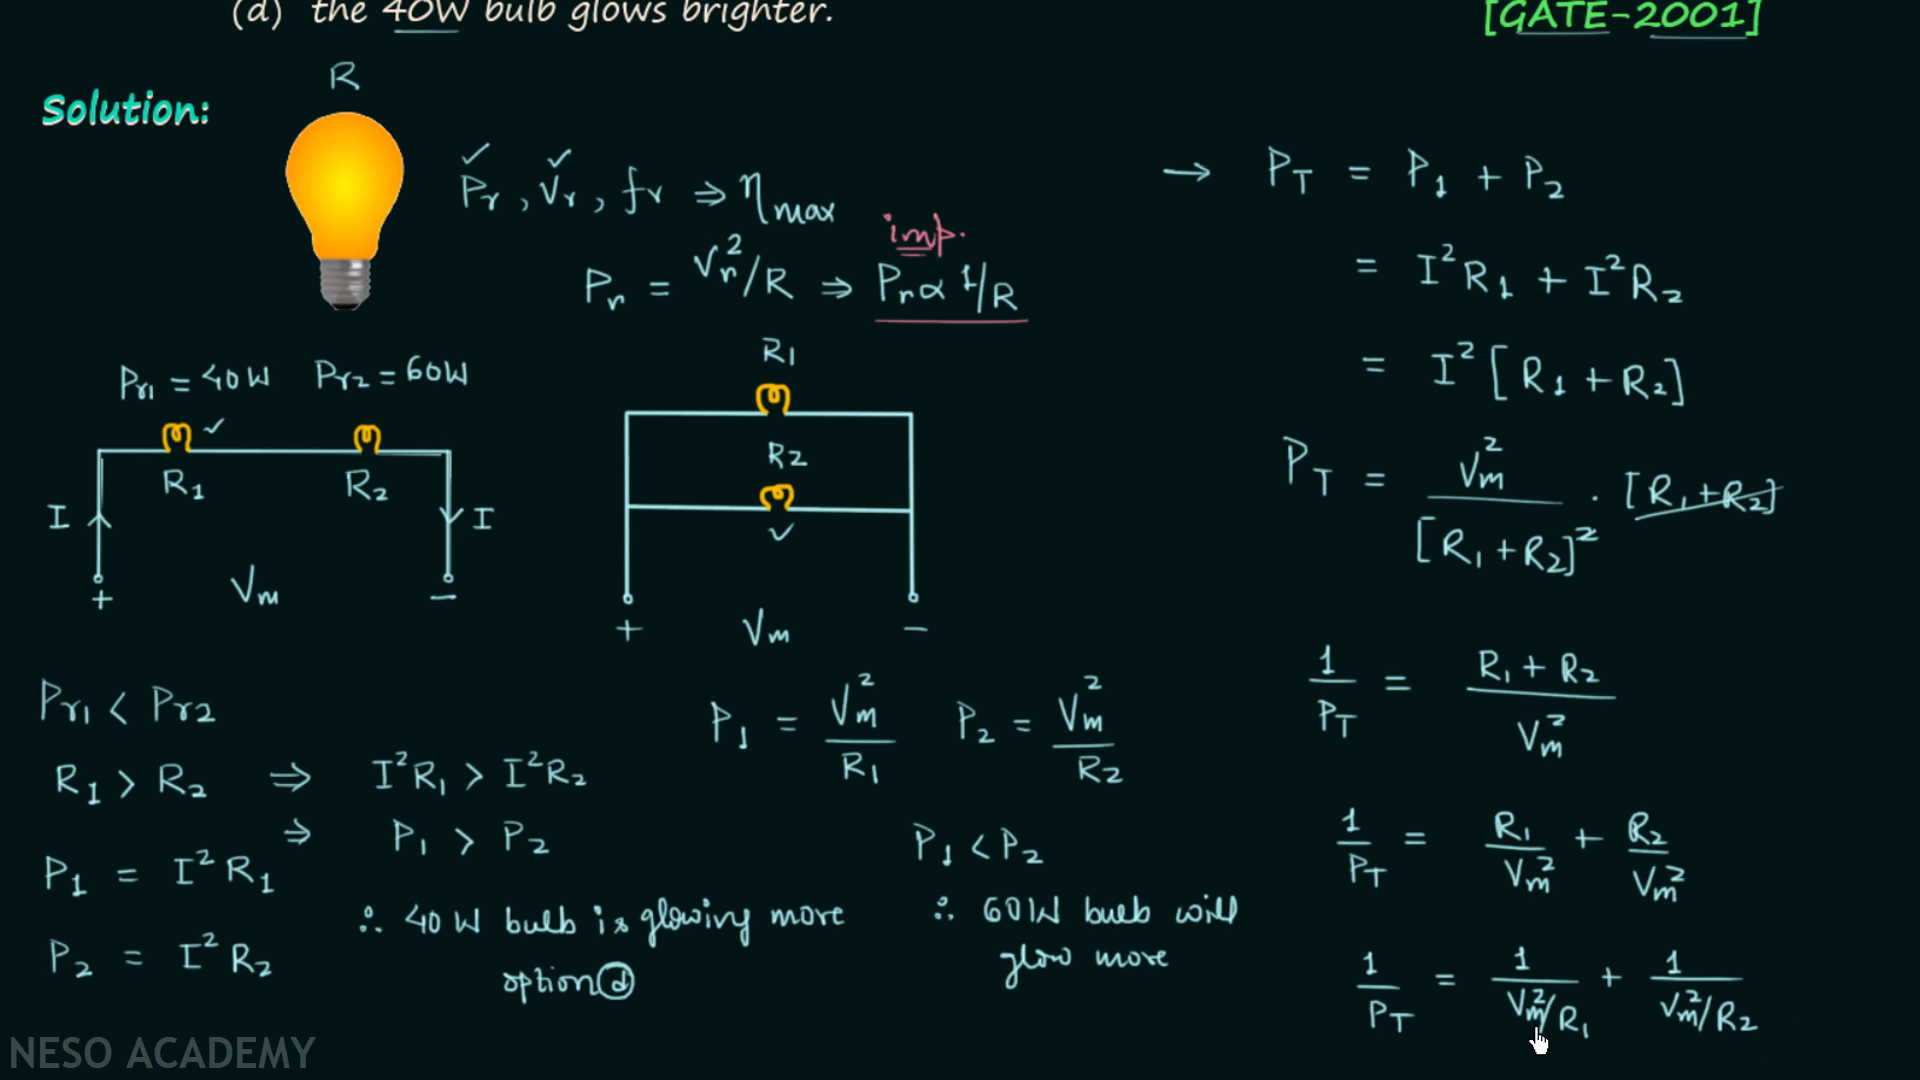 (d) the 40W bulb glows brighter.
[GATE-2001]
Solution:
R
Pr, Vr, fr ⇒ ηmax
imp.
Pr = Vr²/R ⇒ Pr ∝ 1/R
Pr1 = 40W Pr2 = 60W
R1 R2
I I
+ Vm −
R1
R2
+ Vm −
Pr1 < Pr2
R1 > R2 ⇒ I²R1 > I²R2
⇒ P1 > P2
P1 = I²R1
P2 = I²R2
∴ 40W bulb is glowing more
option (d)
P1 = Vm²/R1 P2 = Vm²/R2
P1 < P2
∴ 60W bulb will
glow more
→ PT = P1 + P2
= I²R1 + I²R2
= I²[R1 + R2]
PT = Vm²/[R1 + R2]² · [R1 + R2]
1/PT = R1 + R2/Vm²
1/PT = R1/Vm² + R2/Vm²
1/PT = 1/Vm²/R1 + 1/Vm²/R2
NESO ACADEMY